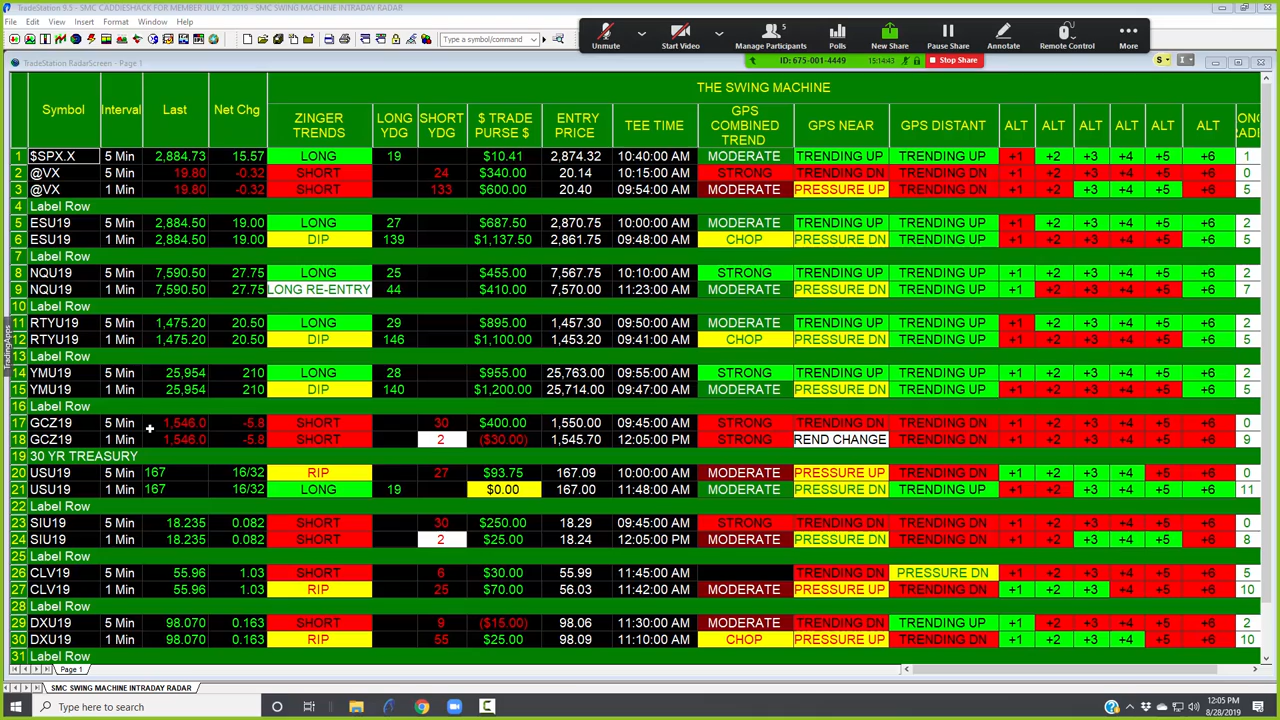 TradeStation 9.5 - SMC CADDIESHACK FOR MEMBER JULY 21 2019 - SMC SWING MACHINE INTRADAY RADAR
File Edit View Insert Format Window Help
Type a symbol/command
Unmute Start Video Manage Participants Polls New Share Pause Share Annotate Remote Control More
5
ID: 675-001-4449 15:14:43 Stop Share
TradeStation RadarScreen - Page 1
THE SWING MACHINE
Symbol Interval Last Net Chg ZINGER TRENDS LONG YDG SHORT YDG $ TRADE PURSE $ ENTRY PRICE TEE TIME GPS COMBINED TREND GPS NEAR GPS DISTANT ALT ALT ALT ALT ALT ALT
1 $SPX.X 5 Min 2,884.73 15.57 LONG 19 $10.41 2,874.32 10:40:00 AM MODERATE TRENDING UP TRENDING UP +1 +2 +3 +4 +5 +6 1
2 @VX 5 Min 19.80 -0.32 SHORT 24 $340.00 20.14 10:15:00 AM STRONG TRENDING DN TRENDING DN +1 +2 +3 +4 +5 +6 0
3 @VX 1 Min 19.80 -0.32 SHORT 133 $600.00 20.40 09:54:00 AM MODERATE PRESSURE UP TRENDING DN +1 +2 +3 +4 +5 +6 5
4 Label Row
5 ESU19 5 Min 2,884.50 19.00 LONG 27 $687.50 2,870.75 10:00:00 AM MODERATE TRENDING UP TRENDING UP +1 +2 +3 +4 +5 +6 2
6 ESU19 1 Min 2,884.50 19.00 DIP 139 $1,137.50 2,861.75 09:48:00 AM CHOP PRESSURE DN TRENDING UP +1 +2 +3 +4 +5 +6 5
7 Label Row
8 NQU19 5 Min 7,590.50 27.75 LONG 25 $455.00 7,567.75 10:10:00 AM STRONG TRENDING UP TRENDING UP +1 +2 +3 +4 +5 +6 2
9 NQU19 1 Min 7,590.50 27.75 LONG RE-ENTRY 44 $410.00 7,570.00 11:23:00 AM MODERATE PRESSURE DN TRENDING UP +1 +2 +3 +4 +5 +6 7
10 Label Row
11 RTYU19 5 Min 1,475.20 20.50 LONG 29 $895.00 1,457.30 09:50:00 AM MODERATE TRENDING UP TRENDING UP +1 +2 +3 +4 +5 +6 2
12 RTYU19 1 Min 1,475.20 20.50 DIP 146 $1,100.00 1,453.20 09:41:00 AM CHOP PRESSURE DN TRENDING UP +1 +2 +3 +4 +5 +6 5
13 Label Row
14 YMU19 5 Min 25,954 210 LONG 28 $955.00 25,763.00 09:55:00 AM STRONG TRENDING UP TRENDING UP +1 +2 +3 +4 +5 +6 2
15 YMU19 1 Min 25,954 210 DIP 140 $1,200.00 25,714.00 09:42:00 AM MODERATE PRESSURE DN TRENDING UP +1 +2 +3 +4 +5 +6 5
16 Label Row
17 GCZ19 5 Min 1,546.0 -5.8 SHORT 30 $400.00 1,550.00 09:45:00 AM STRONG TRENDING DN TRENDING DN +1 +2 +3 +4 +5 +6 0
18 GCZ19 1 Min 1,546.0 -5.8 SHORT 2 ($30.00) 1,545.70 12:05:00 PM STRONG REND CHANGE TRENDING DN +1 +2 +3 +4 +5 +6 9
19 30 YR TREASURY
20 USU19 5 Min 167 16/32 RIP 27 $93.75 167.09 10:00:00 AM MODERATE PRESSURE UP TRENDING DN +1 +2 +3 +4 +5 +6 0
21 USU19 1 Min 167 16/32 LONG 19 $0.00 167.00 11:48:00 AM MODERATE PRESSURE DN TRENDING UP +1 +2 +3 +4 +5 +6 11
22 Label Row
23 SIU19 5 Min 18.235 0.082 SHORT 30 $250.00 18.29 09:45:00 AM STRONG TRENDING DN TRENDING DN +1 +2 +3 +4 +5 +6 0
24 SIU19 1 Min 18.235 0.082 SHORT 2 $25.00 18.24 12:05:00 PM MODERATE PRESSURE UP TRENDING DN +1 +2 +3 +4 +5 +6 8
25 Label Row
26 CLV19 5 Min 55.96 1.03 SHORT 6 $30.00 55.99 11:45:00 AM TRENDING DN PRESSURE DN +1 +2 +3 +4 +5 +6 5
27 CLV19 1 Min 55.96 1.03 RIP 25 $70.00 56.03 11:42:00 AM MODERATE PRESSURE UP TRENDING DN +1 +2 +3 +4 +5 +6 10
28 Label Row
29 DXU19 5 Min 98.070 0.163 SHORT 9 ($15.00) 98.06 11:30:00 AM MODERATE TRENDING DN TRENDING DN +1 +2 +3 +4 +5 +6 2
30 DXU19 1 Min 98.070 0.163 RIP 55 $25.00 98.09 11:10:00 AM CHOP PRESSURE UP TRENDING DN +1 +2 +3 +4 +5 +6 10
31 Label Row
TradingApps
Page 1
SMC SWING MACHINE INTRADAY RADAR
Type here to search
12:05 PM
8/28/2019